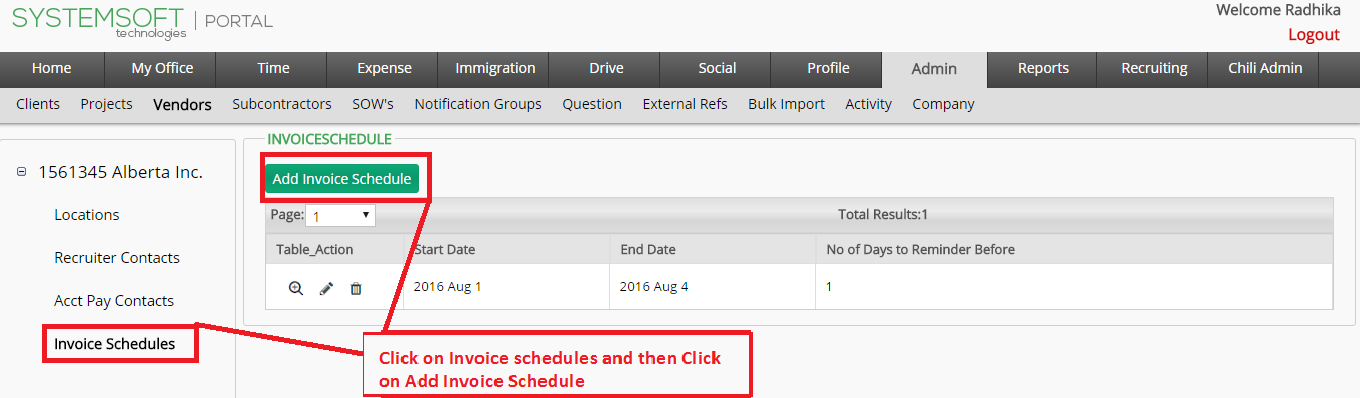 SYSTEMSOFT technologies | PORTAL
Welcome Radhika
Logout
Home My Office Time Expense Immigration Drive Social Profile Admin Reports Recruiting Chili Admin
Clients Projects Vendors Subcontractors SOW's Notification Groups Question External Refs Bulk Import Activity Company
1561345 Alberta Inc.
Locations
Recruiter Contacts
Acct Pay Contacts
Invoice Schedules
INVOICESCHEDULE
Add Invoice Schedule
Page: 1 Total Results:1
Table_Action Start Date End Date No of Days to Reminder Before
2016 Aug 1 2016 Aug 4 1
Click on Invoice schedules and then Click
on Add Invoice Schedule